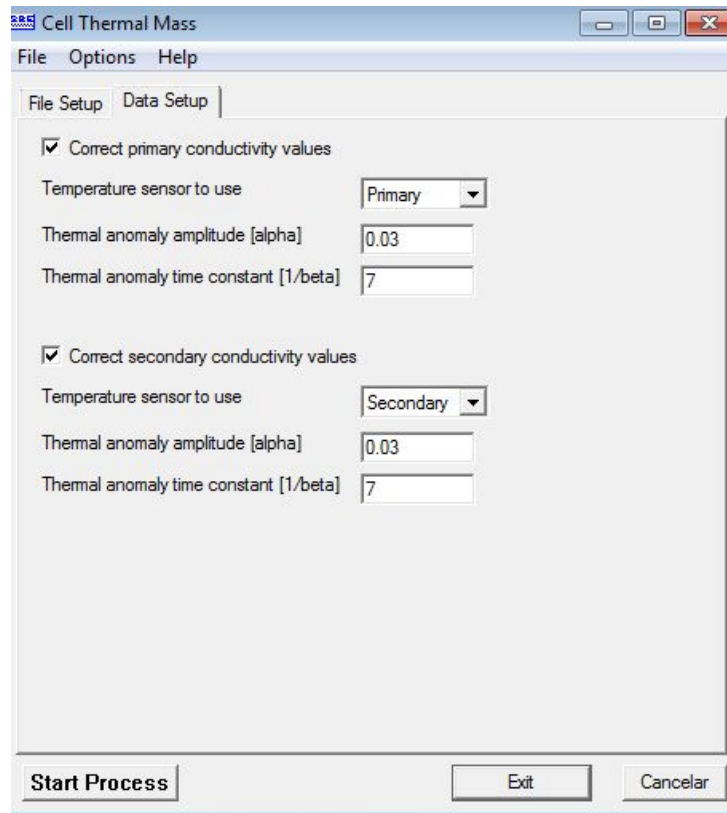 Cell Thermal Mass
File Options Help
File Setup Data Setup
Correct primary conductivity values
Temperature sensor to use Primary
Thermal anomaly amplitude [alpha] 0.03
Thermal anomaly time constant [1/beta] 7
Correct secondary conductivity values
Temperature sensor to use Secondary
Thermal anomaly amplitude [alpha] 0.03
Thermal anomaly time constant [1/beta] 7
Start Process Exit Cancelar